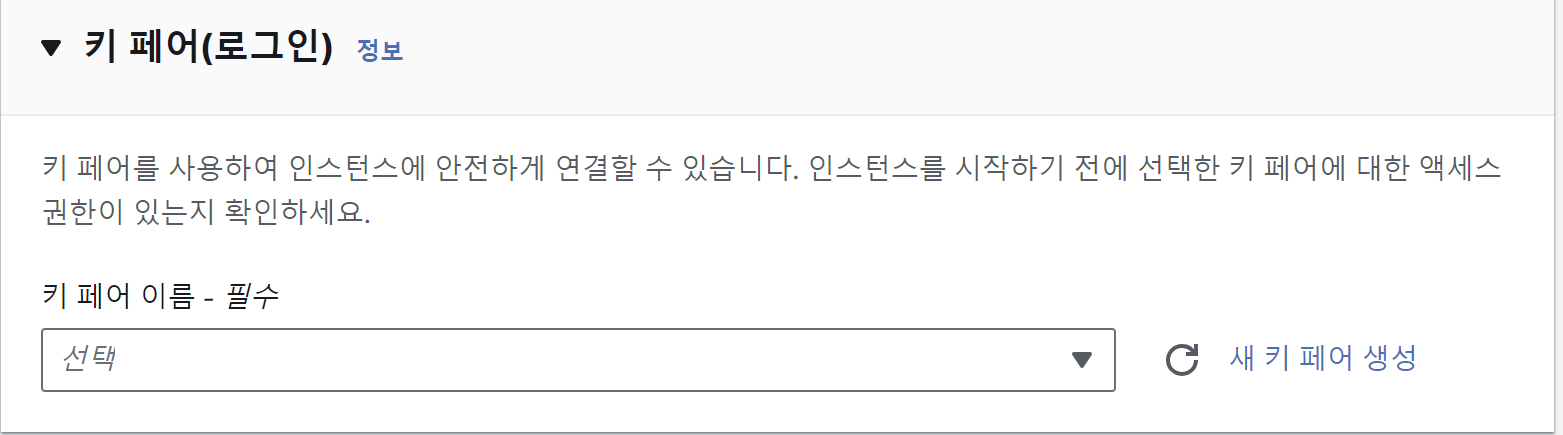 키 페어(로그인) 정보
키 페어를 사용하여 인스턴스에 안전하게 연결할 수 있습니다. 인스턴스를 시작하기 전에 선택한 키 페어에 대한 액세스
권한이 있는지 확인하세요.
키 페어 이름 - 필수
선택
새 키 페어 생성